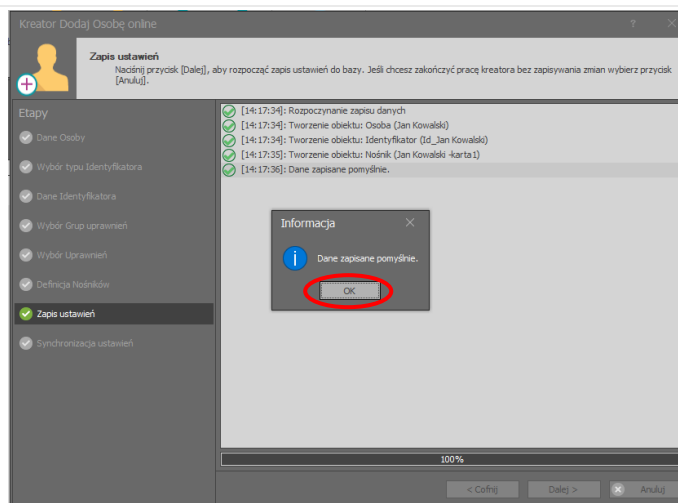 Kreator Dodaj Osobę online
?
Zapis ustawień
Naciśnij przycisk [Dalej], aby rozpocząć zapis ustawień do bazy. Jeśli chcesz zakończyć pracę kreatora bez zapisywania zmian wybierz przycisk
[Anuluj].
Etapy
Dane Osoby
Wybór typu Identyfikatora
Dane Identyfikatora
Wybór Grup uprawnień
Wybór Uprawnień
Definicja Nośników
Zapis ustawień
Synchronizacja ustawień
[14:17:34]: Rozpoczynanie zapisu danych
[14:17:34]: Tworzenie obiektu: Osoba (Jan Kowalski)
[14:17:34]: Tworzenie obiektu: Identyfikator (Id_Jan Kowalski)
[14:17:35]: Tworzenie obiektu: Nośnik (Jan Kowalski -karta1)
[14:17:36]: Dane zapisane pomyślnie.
Informacja
Dane zapisane pomyślnie.
OK
100%
< Cofnij
Dalej >
Anuluj